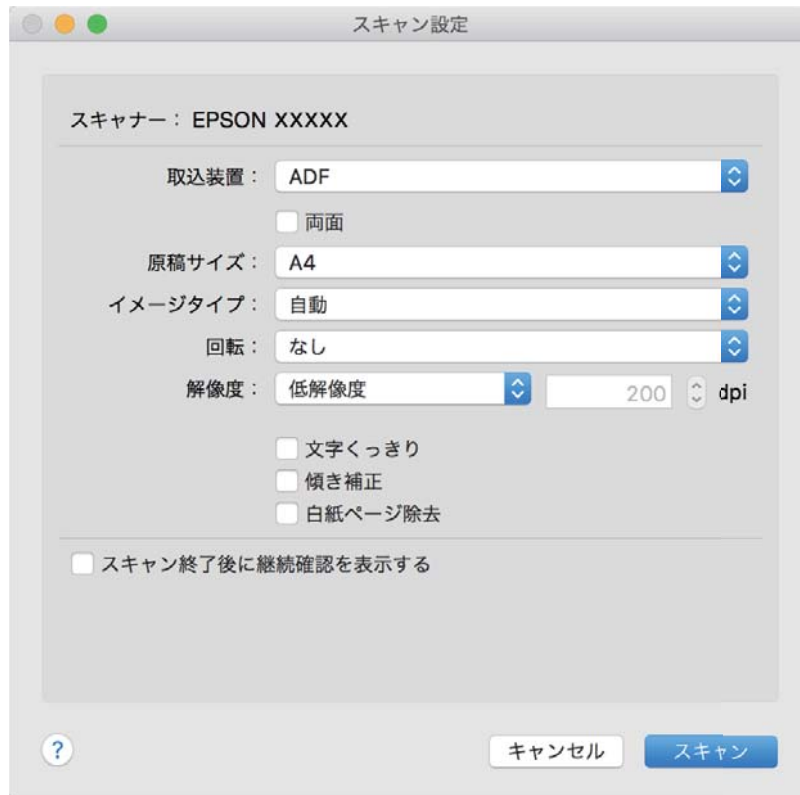 スキャン設定
スキャナー： EPSON XXXXX
取込装置： ADF
両面
原稿サイズ： A4
イメージタイプ： 自動
回転： なし
解像度： 低解像度 200 dpi
文字くっきり
傾き補正
白紙ページ除去
スキャン終了後に継続確認を表示する
? キャンセル スキャン